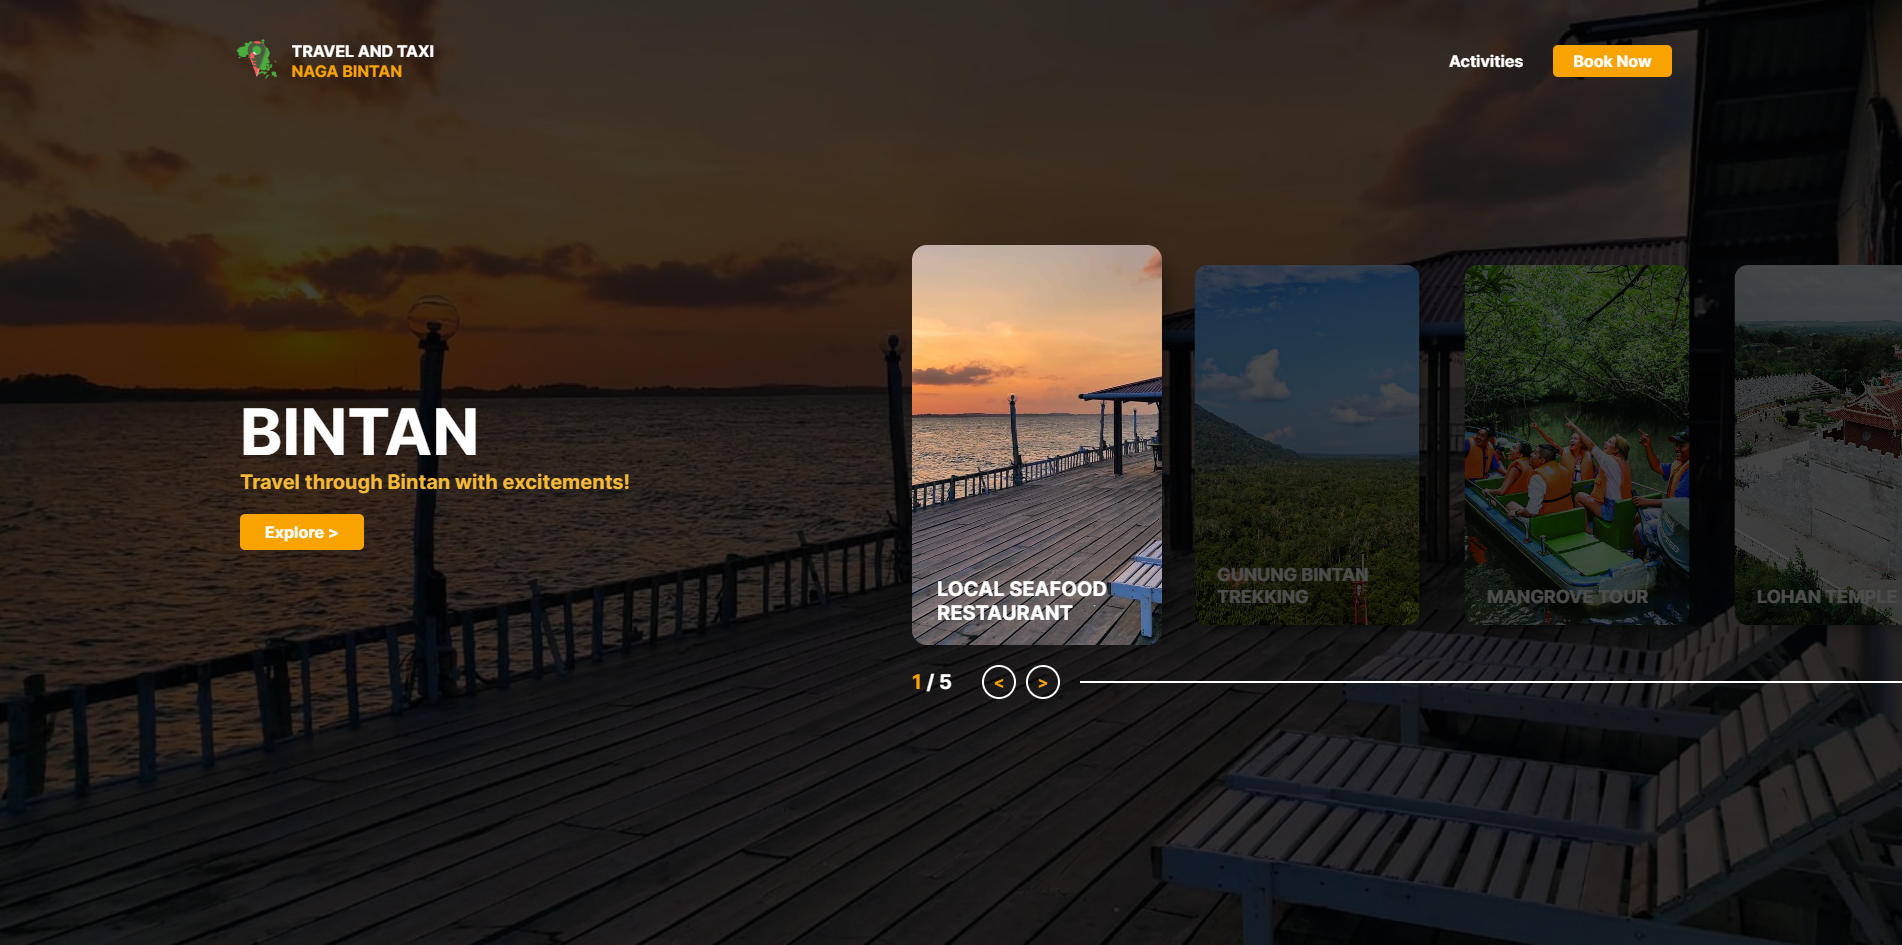 TRAVEL AND TAXI
NAGA BINTAN
Activities
Book Now
BINTAN
Travel through Bintan with excitements!
Explore >
LOCAL SEAFOOD
RESTAURANT
GUNUNG BINTAN
TREKKING
MANGROVE TOUR
LOHAN TEMPLE
1 / 5
<
>